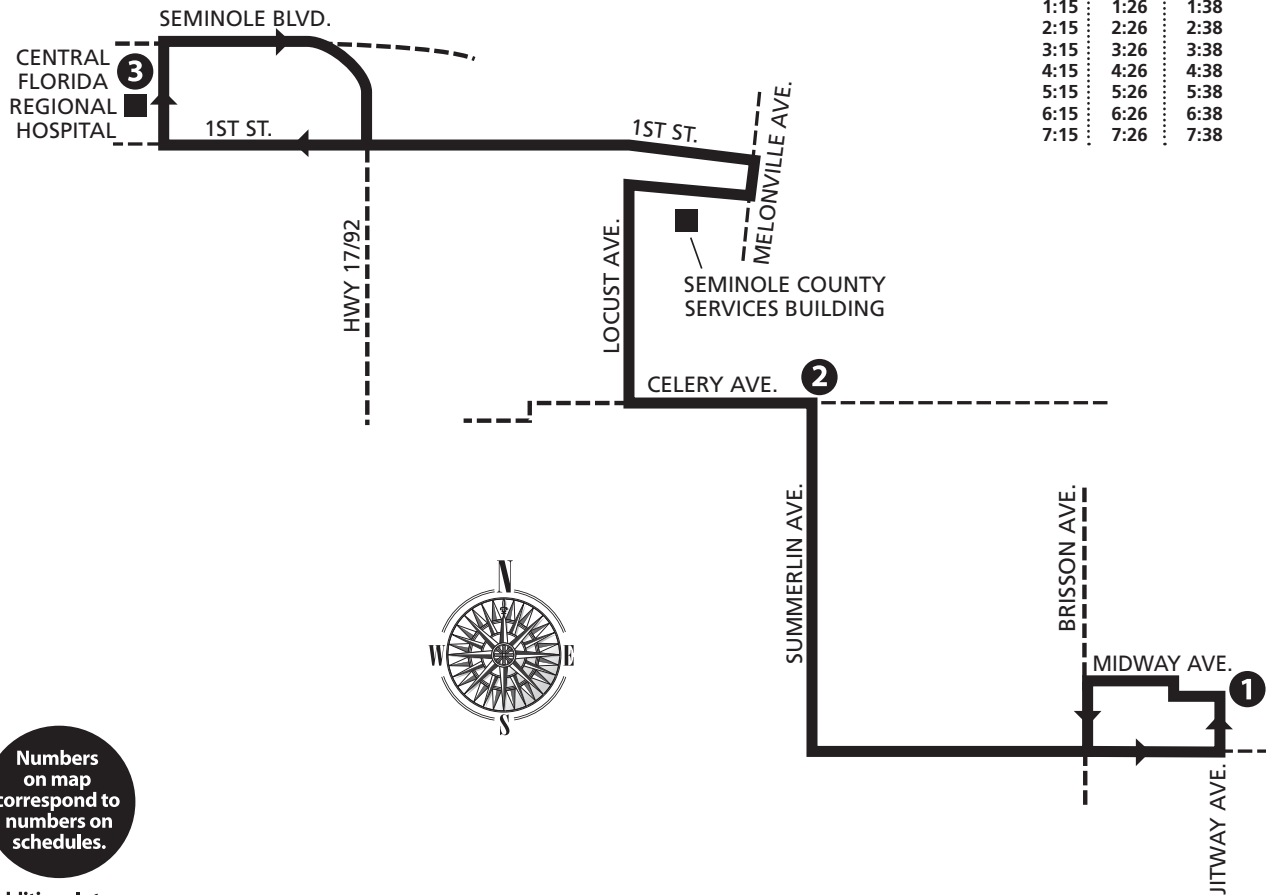 SEMINOLE BLVD.
CENTRAL
FLORIDA
REGIONAL
HOSPITAL
3
1ST ST.
1ST ST.
MELONVILLE AVE.
1:15 1:26 1:38
2:15 2:26 2:38
3:15 3:26 3:38
4:15 4:26 4:38
5:15 5:26 5:38
6:15 6:26 6:38
7:15 7:26 7:38
HWY 17/92
LOCUST AVE.
SEMINOLE COUNTY
SERVICES BUILDING
CELERY AVE.
2
SUMMERLIN AVE.
BRISSON AVE.
MIDWAY AVE.
1
N
W
E
S
Numbers
on map
correspond to
numbers on
schedules.
AVE.